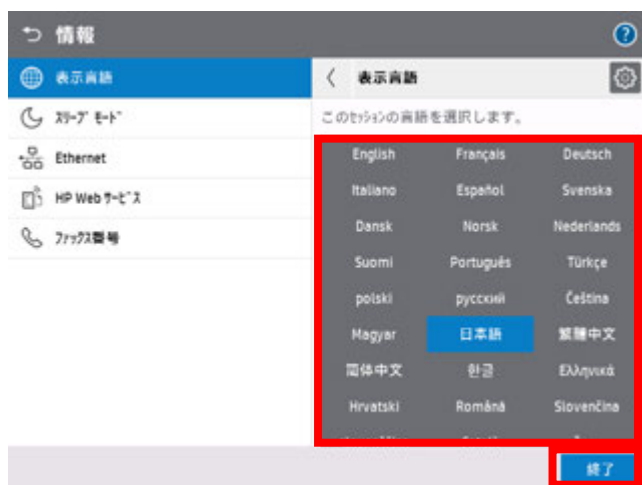 情報
?
表示言語
スリープ モード
Ethernet
HP Web サービス
ファックス番号
表示言語
このセッションの言語を選択します。
English Français Deutsch
Italiano Español Svenska
Dansk Norsk Nederlands
Suomi Português Türkçe
polski русский Čeština
Magyar 日本語 繁體中文
简体中文 한글 Ελληνικά
Hrvatski Română Slovenčina
終了